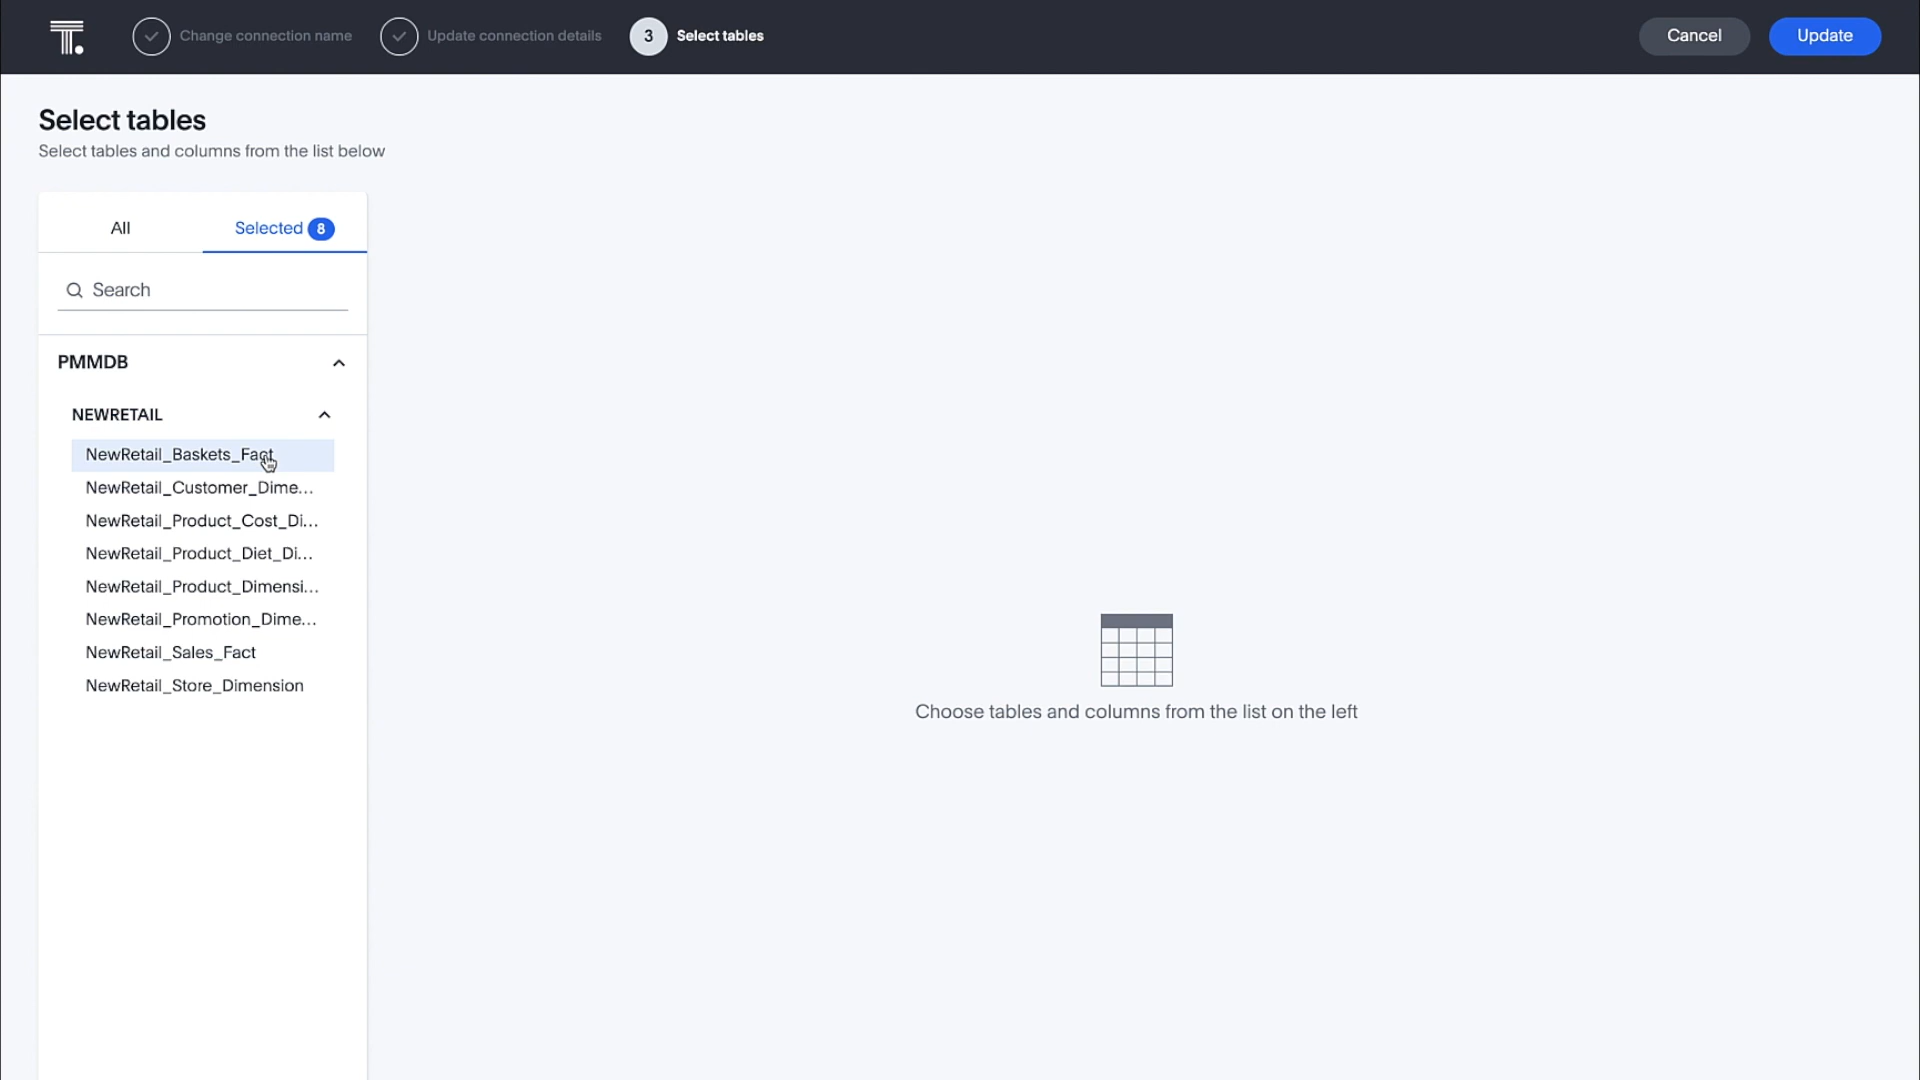 T.
Change connection name
Update connection details
3
Select tables
Cancel
Update
Select tables
Select tables and columns from the list below
All
Selected 8
Search
PMMDB
NEWRETAIL
NewRetail_Baskets_Fact
NewRetail_Customer_Dime...
NewRetail_Product_Cost_Di...
NewRetail_Product_Diet_Di...
NewRetail_Product_Dimensi...
NewRetail_Promotion_Dime...
NewRetail_Sales_Fact
NewRetail_Store_Dimension
Choose tables and columns from the list on the left